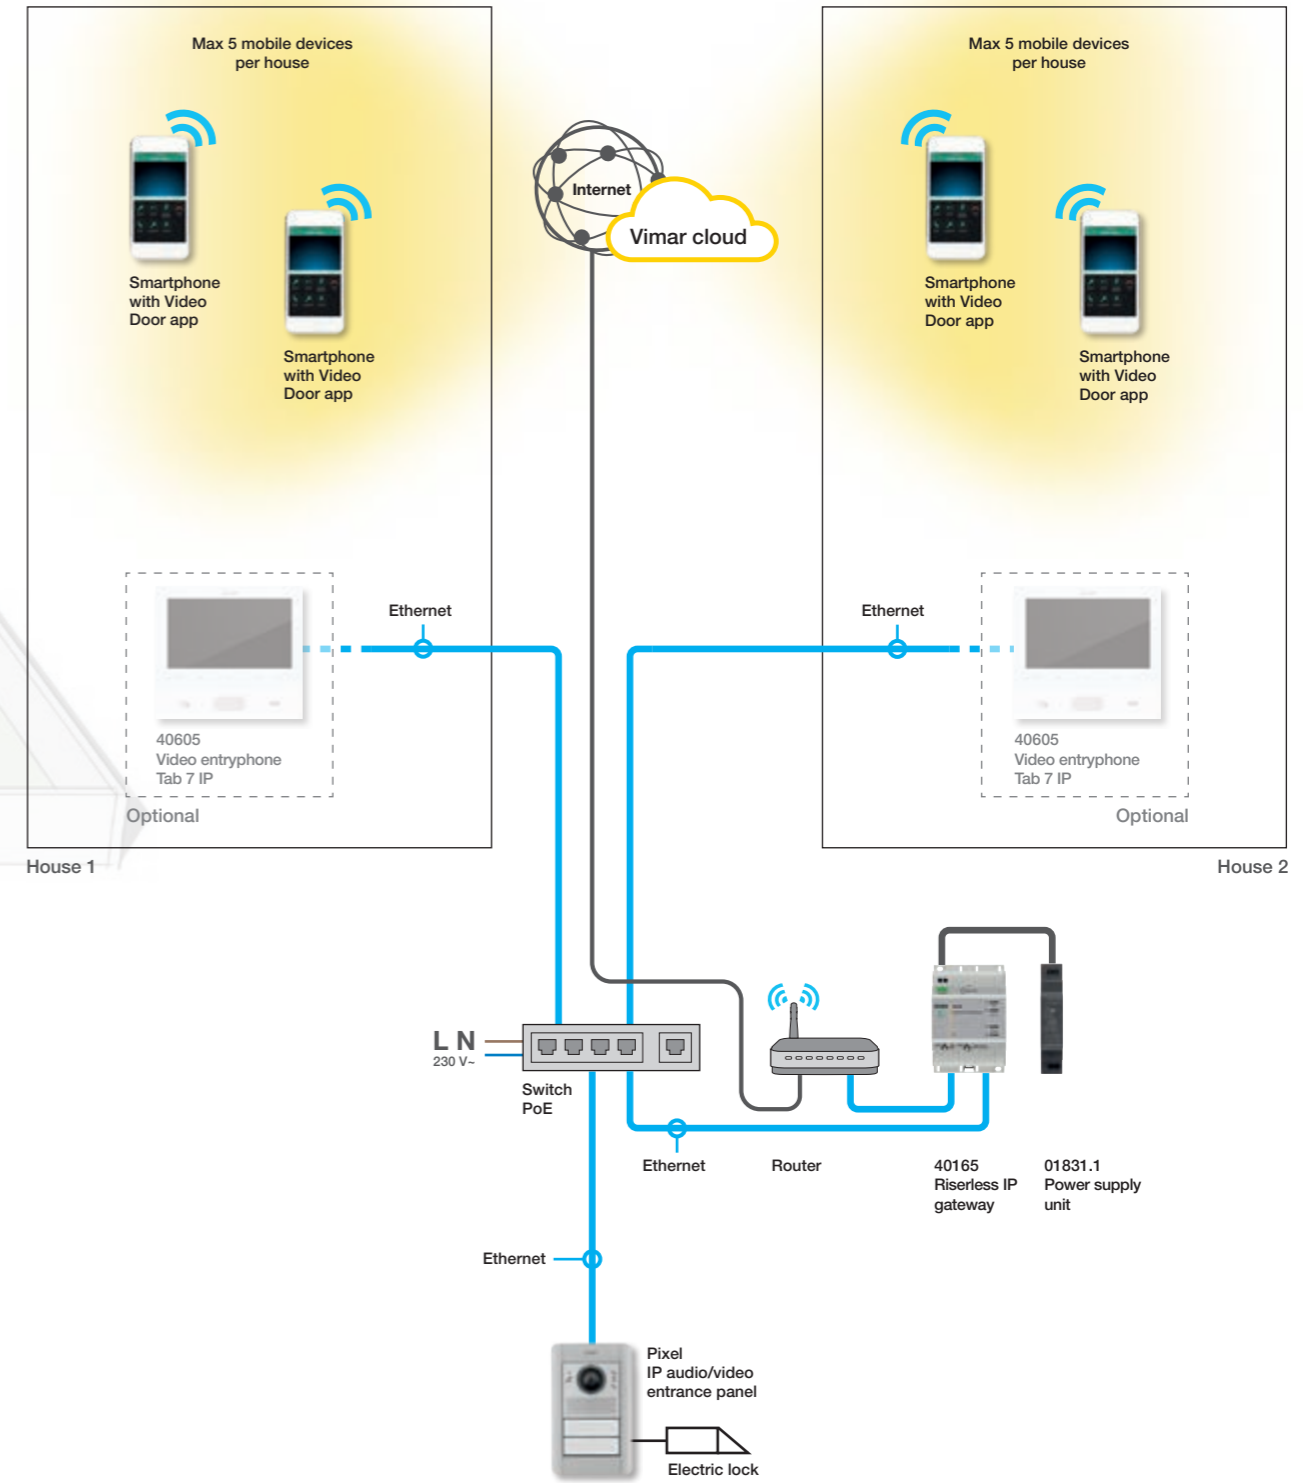 Max 5 mobile devices
per house
Max 5 mobile devices
per house
Internet
Vimar cloud
Smartphone
with Video
Door app
Smartphone
with Video
Door app
Smartphone
with Video
Door app
Smartphone
with Video
Door app
Ethernet
Ethernet
40605
Video entryphone
Tab 7 IP
Optional
40605
Video entryphone
Tab 7 IP
Optional
House 1
House 2
L N
230 V~
Switch
PoE
Ethernet
Router
40165
Riserless IP
gateway
01831.1
Power supply
unit
Ethernet
Pixel
IP audio/video
entrance panel
Electric lock